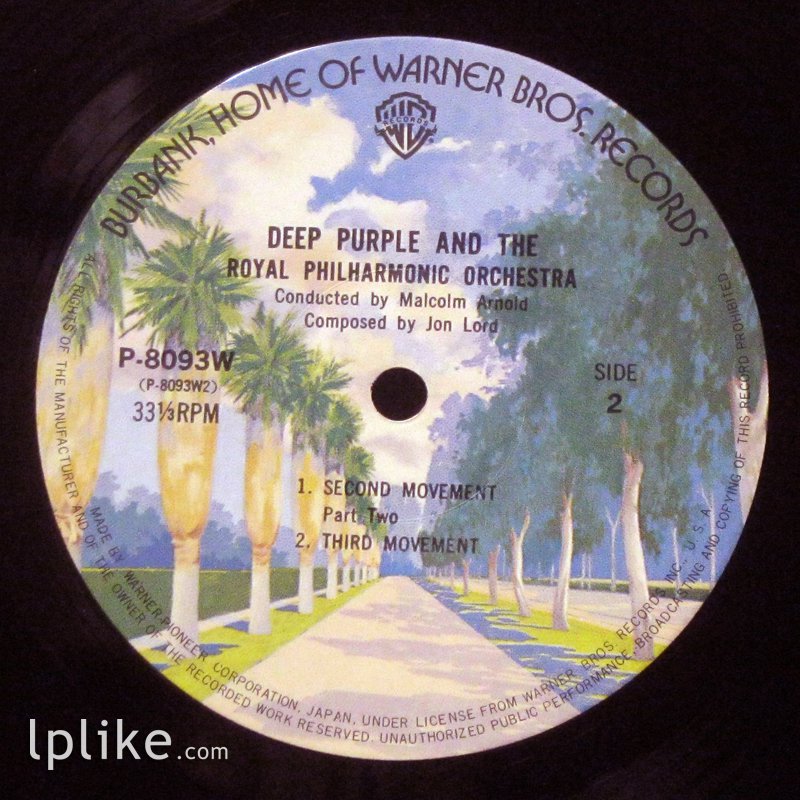 BURBANK, HOME OF WARNER BROS. RECORDS
RECORDS
DEEP PURPLE AND THE
ROYAL PHILHARMONIC ORCHESTRA
Conducted by Malcolm Arnold
Composed by Jon Lord
P-8093W
(P-8093W2)
33⅓RPM
SIDE
2
1. SECOND MOVEMENT
Part Two
2. THIRD MOVEMENT
MADE BY WARNER-PIONEER CORPORATION, JAPAN, UNDER LICENSE FROM WARNER BROS RECORDS INC., U.S.A.
ALL RIGHTS OF THE MANUFACTURER AND OF THE OWNER OF THE RECORDED WORK RESERVED. UNAUTHORIZED PUBLIC PERFORMANCE, BROADCASTING AND COPYING OF THIS RECORD PROHIBITED
lplike.com